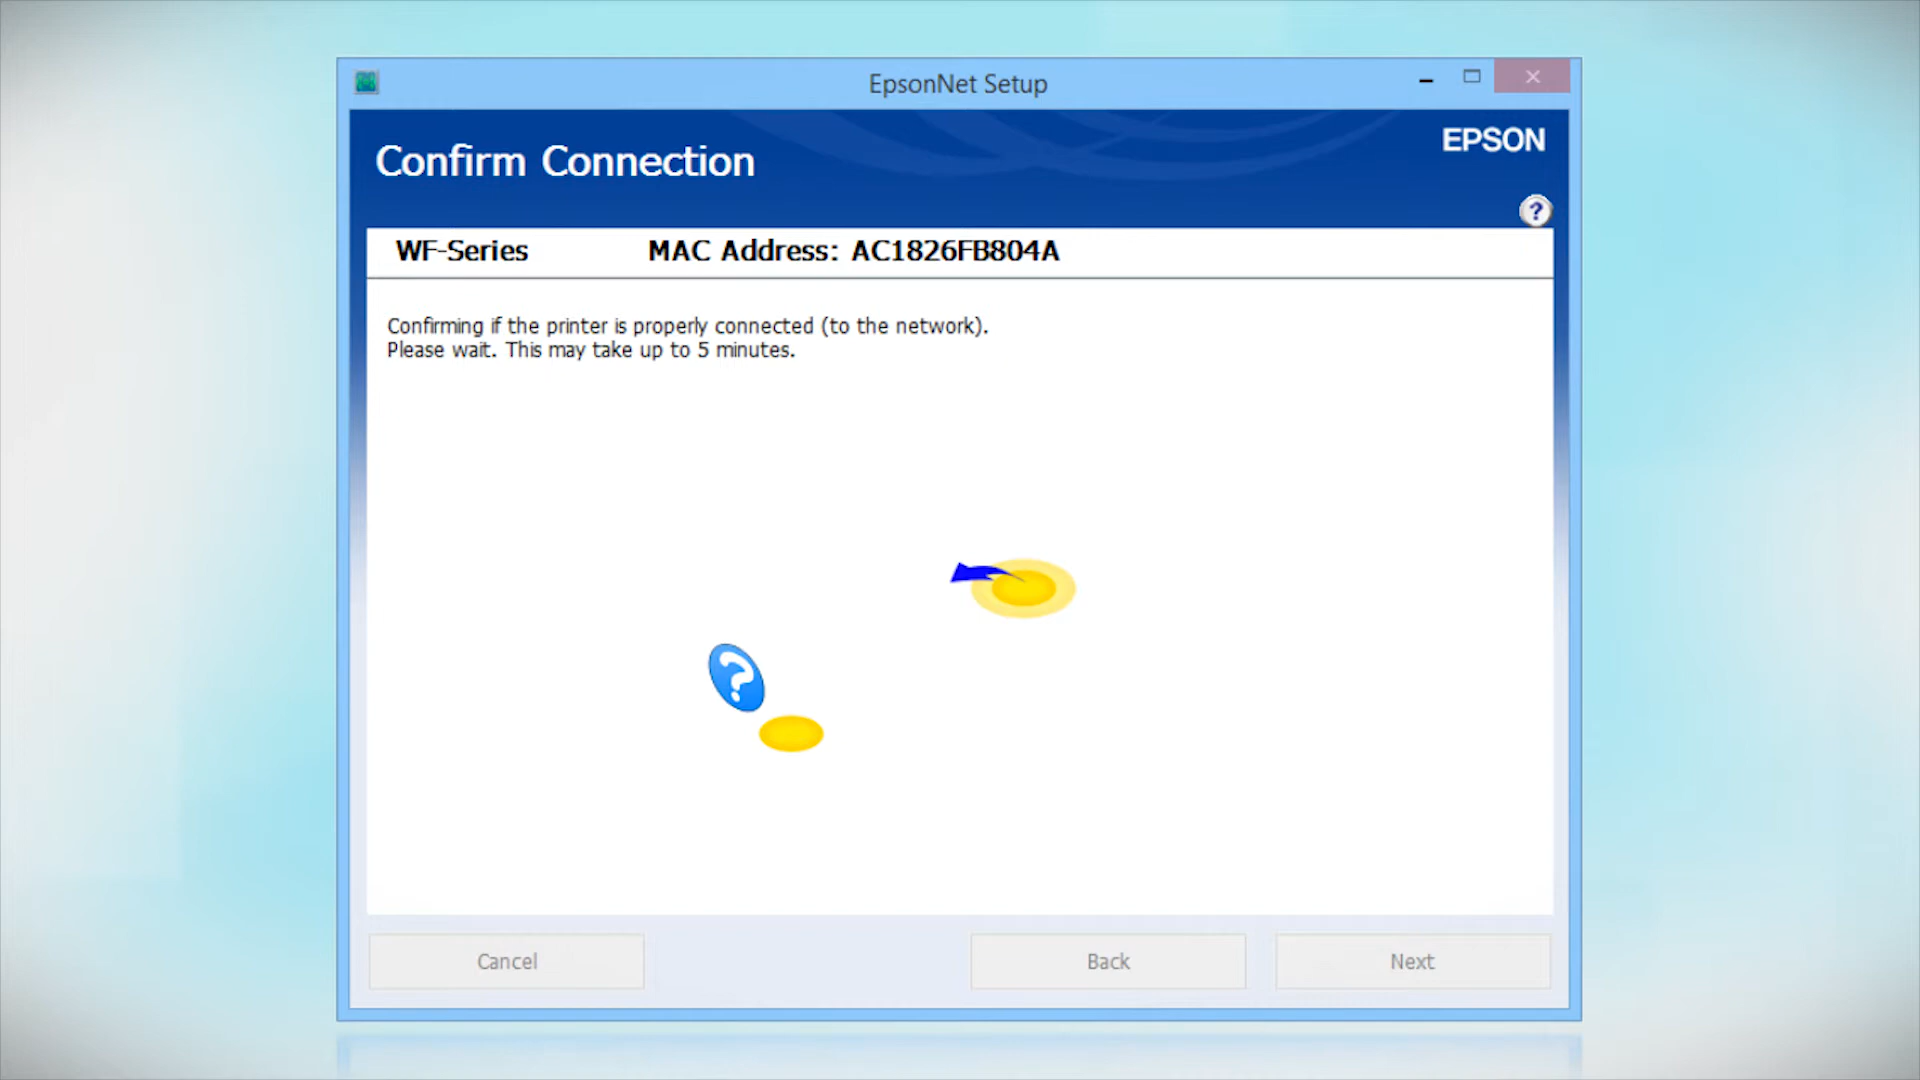 EpsonNet Setup
EPSON
Confirm Connection
?
WF-Series MAC Address: AC1826FB804A
Confirming if the printer is properly connected (to the network).
Please wait. This may take up to 5 minutes.
?
Cancel Back Next